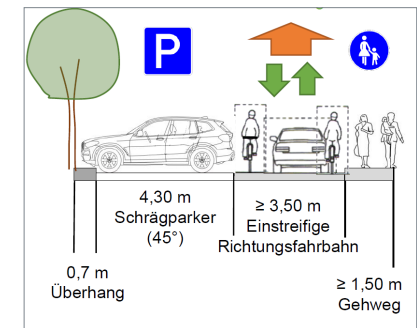 P
4,30 m
Schrägparker
(45°)
≥ 3,50 m
Einstreifige
Richtungsfahrbahn
0,7 m
Überhang
≥ 1,50 m
Gehweg